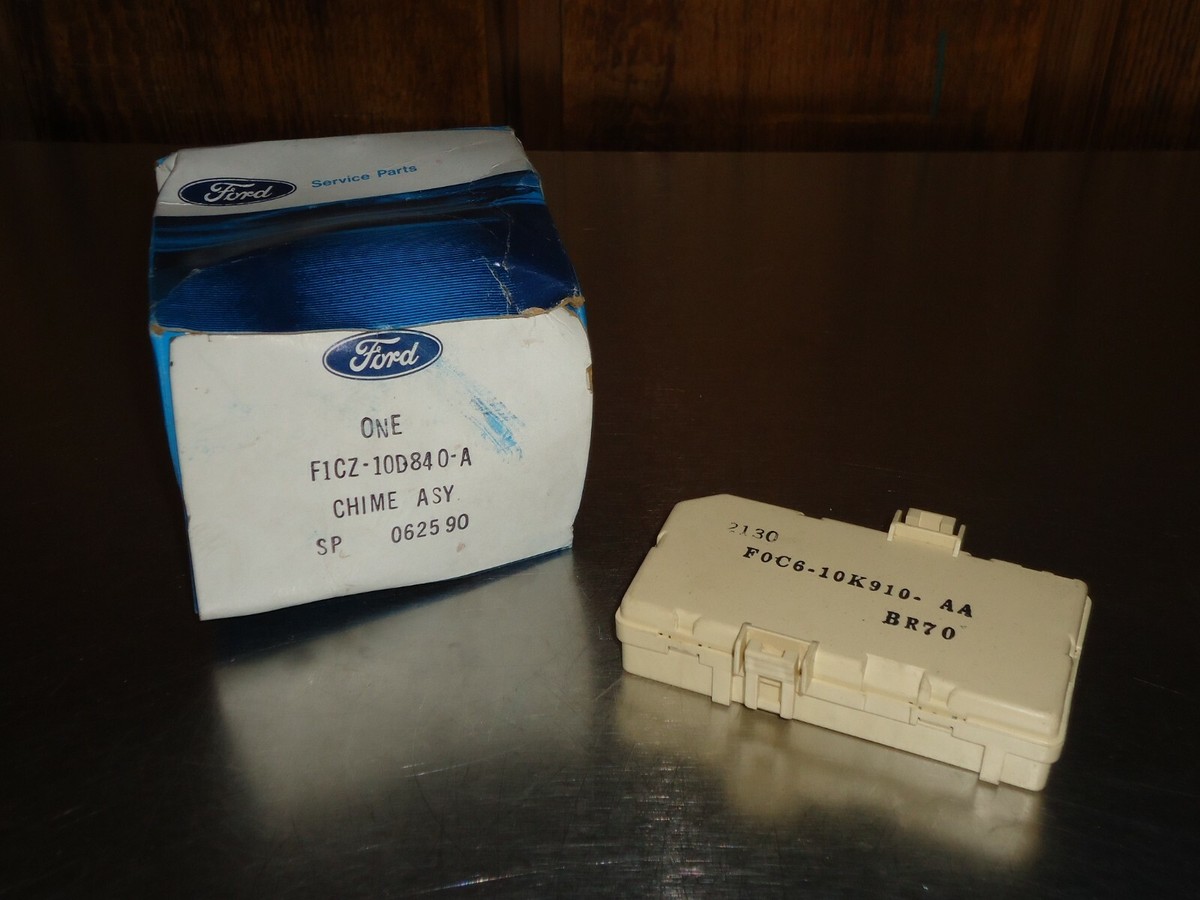 Ford Service Parts
Ford
ONE
F1CZ-10D840-A
CHIME ASY
SP 062590
2130
F0C6-10K910- AA
BR70